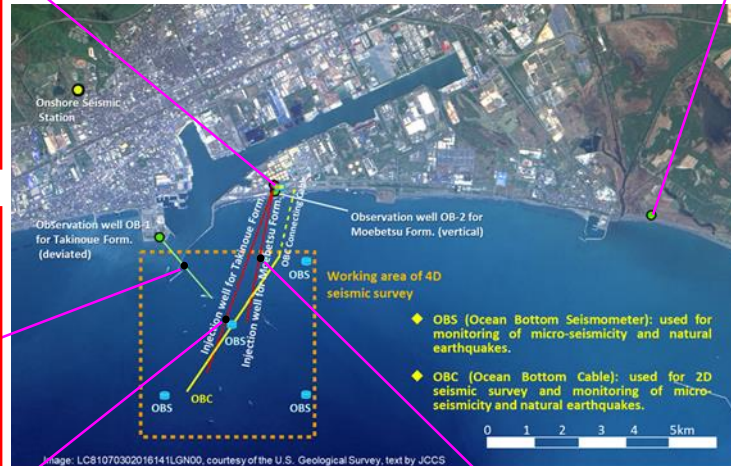 Onshore Seismic
Station
Observation well OB-1
for Takinoue Form.
(deviated)
Injection well for Takinoue Form.
Injection well for Moebetsu Form.
OBC Connecting
Observation well OB-2 for
Moebetsu Form. (vertical)
OBS
Working area of 4D
seismic survey
OBS
OBC
OBS
OBS
◆ OBS (Ocean Bottom Seismometer): used for
monitoring of micro-seismicity and natural
earthquakes.
◆ OBC (Ocean Bottom Cable): used for 2D
seismic survey and monitoring of micro-
seismicity and natural earthquakes.
0 1 2 3 4 5km
Image: LC81070302016141LGN00, courtesy of the U.S. Geological Survey, text by JCCS